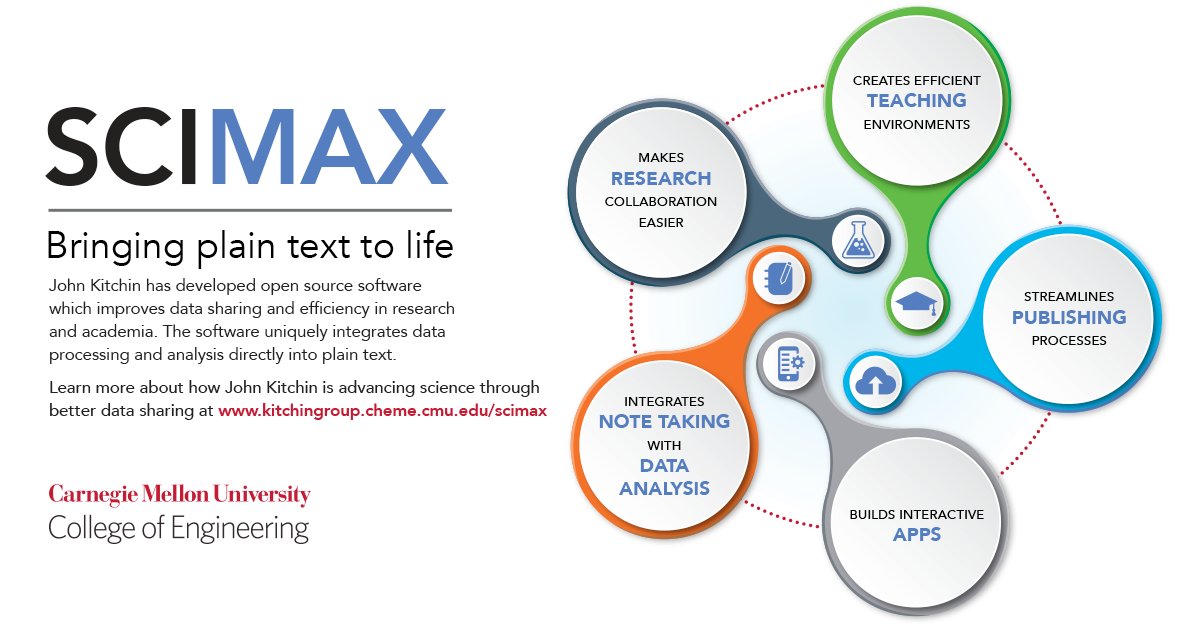 SCIMAX
Bringing plain text to life
John Kitchin has developed open source software
which improves data sharing and efficiency in research
and academia. The software uniquely integrates data
processing and analysis directly into plain text.
Learn more about how John Kitchin is advancing science through
better data sharing at www.kitchingroup.cheme.cmu.edu/scimax
Carnegie Mellon University
College of Engineering
CREATES EFFICIENT
TEACHING
ENVIRONMENTS
MAKES
RESEARCH
COLLABORATION
EASIER
STREAMLINES
PUBLISHING
PROCESSES
INTEGRATES
NOTE TAKING
WITH
DATA
ANALYSIS
BUILDS INTERACTIVE
APPS